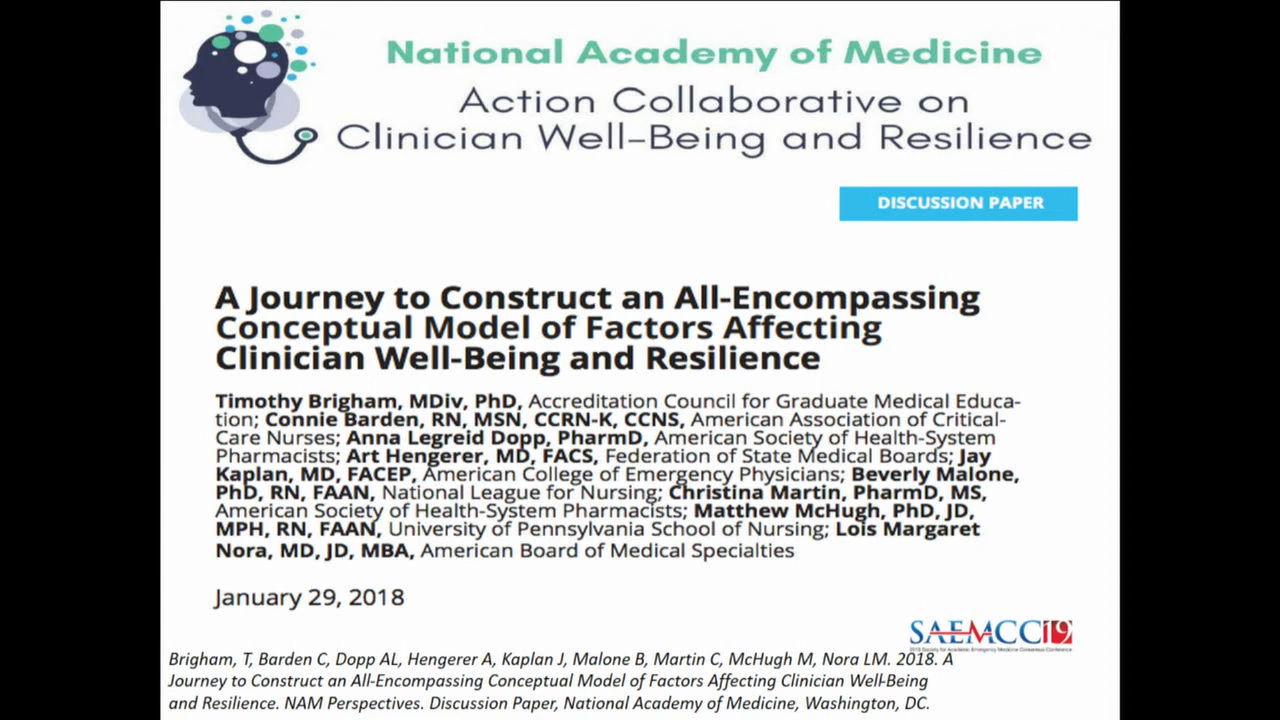 National Academy of Medicine
Action Collaborative on
Clinician Well-Being and Resilience
DISCUSSION PAPER
A Journey to Construct an All-Encompassing
Conceptual Model of Factors Affecting
Clinician Well-Being and Resilience
Timothy Brigham, MDiv, PhD, Accreditation Council for Graduate Medical Educa-
tion; Connie Barden, RN, MSN, CCRN-K, CCNS, American Association of Critical-
Care Nurses; Anna Legreid Dopp, PharmD, American Society of Health-System
Pharmacists; Art Hengerer, MD, FACS, Federation of State Medical Boards; Jay
Kaplan, MD, FACEP, American College of Emergency Physicians; Beverly Malone,
PhD, RN, FAAN, National League for Nursing; Christina Martin, PharmD, MS,
American Society of Health-System Pharmacists; Matthew McHugh, PhD, JD,
MPH, RN, FAAN, University of Pennsylvania School of Nursing; Lois Margaret
Nora, MD, JD, MBA, American Board of Medical Specialties
January 29, 2018
SAEMCC19
2019 Society for Academic Emergency Medicine Consensus Conference
Brigham, T, Barden C, Dopp AL, Hengerer A, Kaplan J, Malone B, Martin C, McHugh M, Nora LM. 2018. A
Journey to Construct an All-Encompassing Conceptual Model of Factors Affecting Clinician Well-Being
and Resilience. NAM Perspectives. Discussion Paper, National Academy of Medicine, Washington, DC.